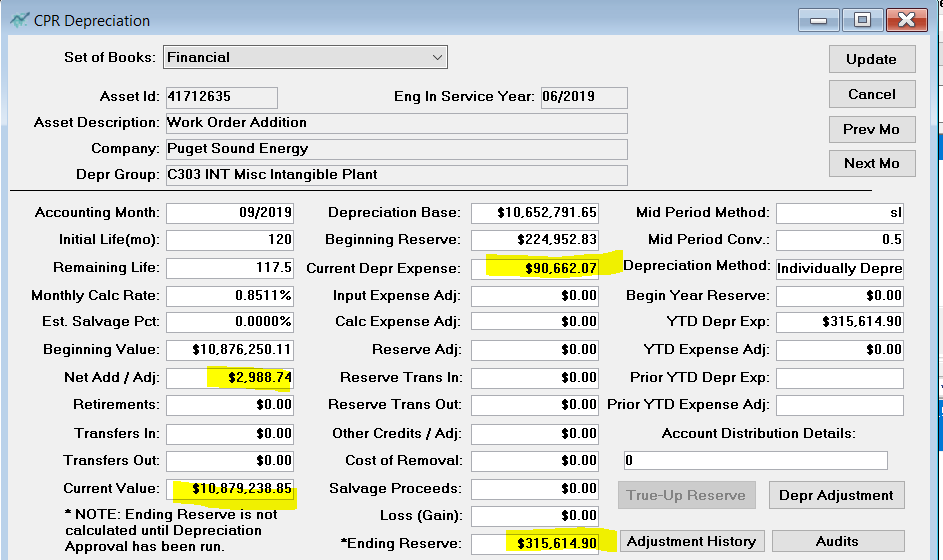 CPR Depreciation
Set of Books: Financial
Update
Asset Id: 41712635 Eng In Service Year: 06/2019
Cancel
Asset Description: Work Order Addition
Prev Mo
Company: Puget Sound Energy
Next Mo
Depr Group: C303 INT Misc Intangible Plant
Accounting Month: 09/2019 Depreciation Base: $10,652,791.65 Mid Period Method: sl
Initial Life(mo): 120 Beginning Reserve: $224,952.83 Mid Period Conv.: 0.5
Remaining Life: 117.5 Current Depr Expense: $90,662.07 Depreciation Method: Individually Depre
Monthly Calc Rate: 0.8511% Input Expense Adj: $0.00 Begin Year Reserve: $0.00
Est. Salvage Pct: 0.0000% Calc Expense Adj: $0.00 YTD Depr Exp: $315,614.90
Beginning Value: $10,876,250.11 Reserve Adj: $0.00 YTD Expense Adj: $0.00
Net Add / Adj: $2,988.74 Reserve Trans In: $0.00 Prior YTD Depr Exp:
Retirements: $0.00 Reserve Trans Out: $0.00 Prior YTD Expense Adj:
Transfers In: $0.00 Other Credits / Adj: $0.00 Account Distribution Details:
Transfers Out: $0.00 Cost of Removal: $0.00 0
Current Value: $10,879,238.85 Salvage Proceeds: $0.00 True-Up Reserve Depr Adjustment
* NOTE: Ending Reserve is not
calculated until Depreciation
Approval has been run.
Loss (Gain): $0.00
*Ending Reserve: $315,614.90 Adjustment History Audits